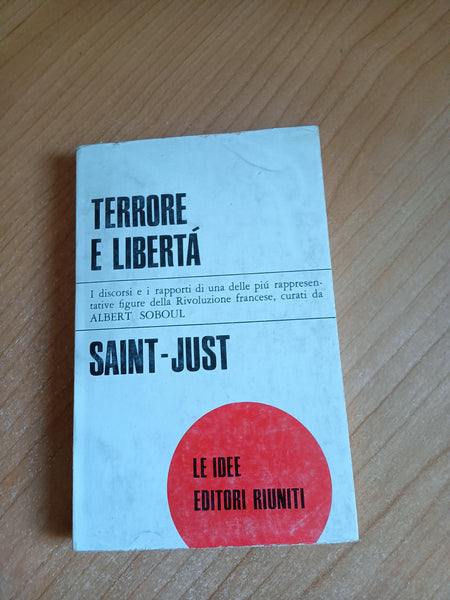 TERRORE
E LIBERTÁ
I discorsi e i rapporti di una delle piú rappresen-
tative figure della Rivoluzione francese, curati da
ALBERT SOBOUL
SAINT-JUST
LE IDEE
EDITORI RIUNITI